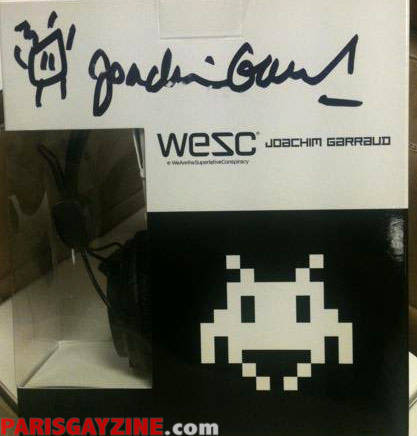 Joachim Garraud!
WeSC® JOACHIM GARRAUD
© WeAretheSuperlativeConspiracy
PARISGAYZINE.com